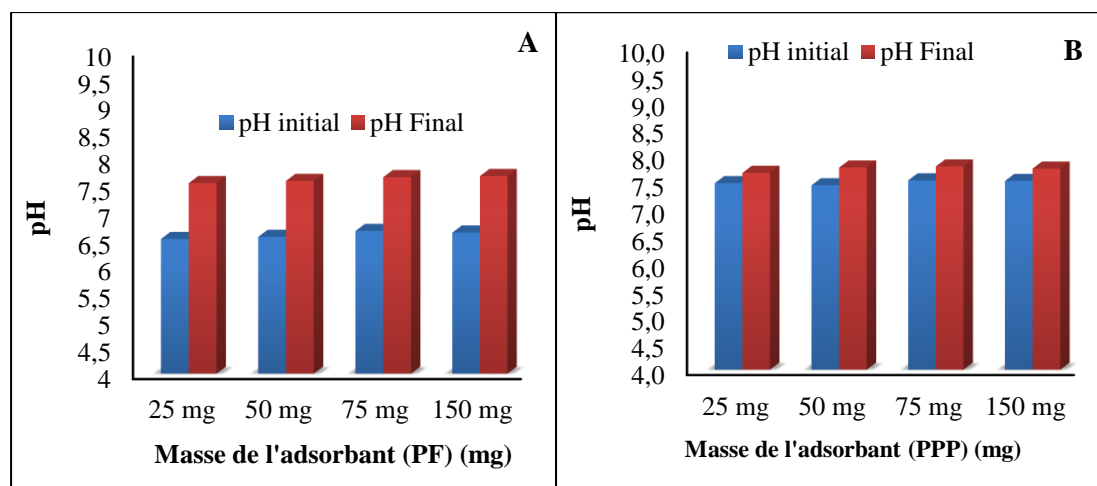 A
10
9,5
9
8,5
8
7,5
7
6,5
6
5,5
5
4,5
4
pH
pH initial pH Final
25 mg 50 mg 75 mg 150 mg
Masse de l'adsorbant (PF) (mg)
B
10,0
9,5
9,0
8,5
8,0
7,5
7,0
6,5
6,0
5,5
5,0
4,5
4,0
pH
pH initial pH Final
25 mg 50 mg 75 mg 150 mg
Masse de l'adsorbant (PPP) (mg)